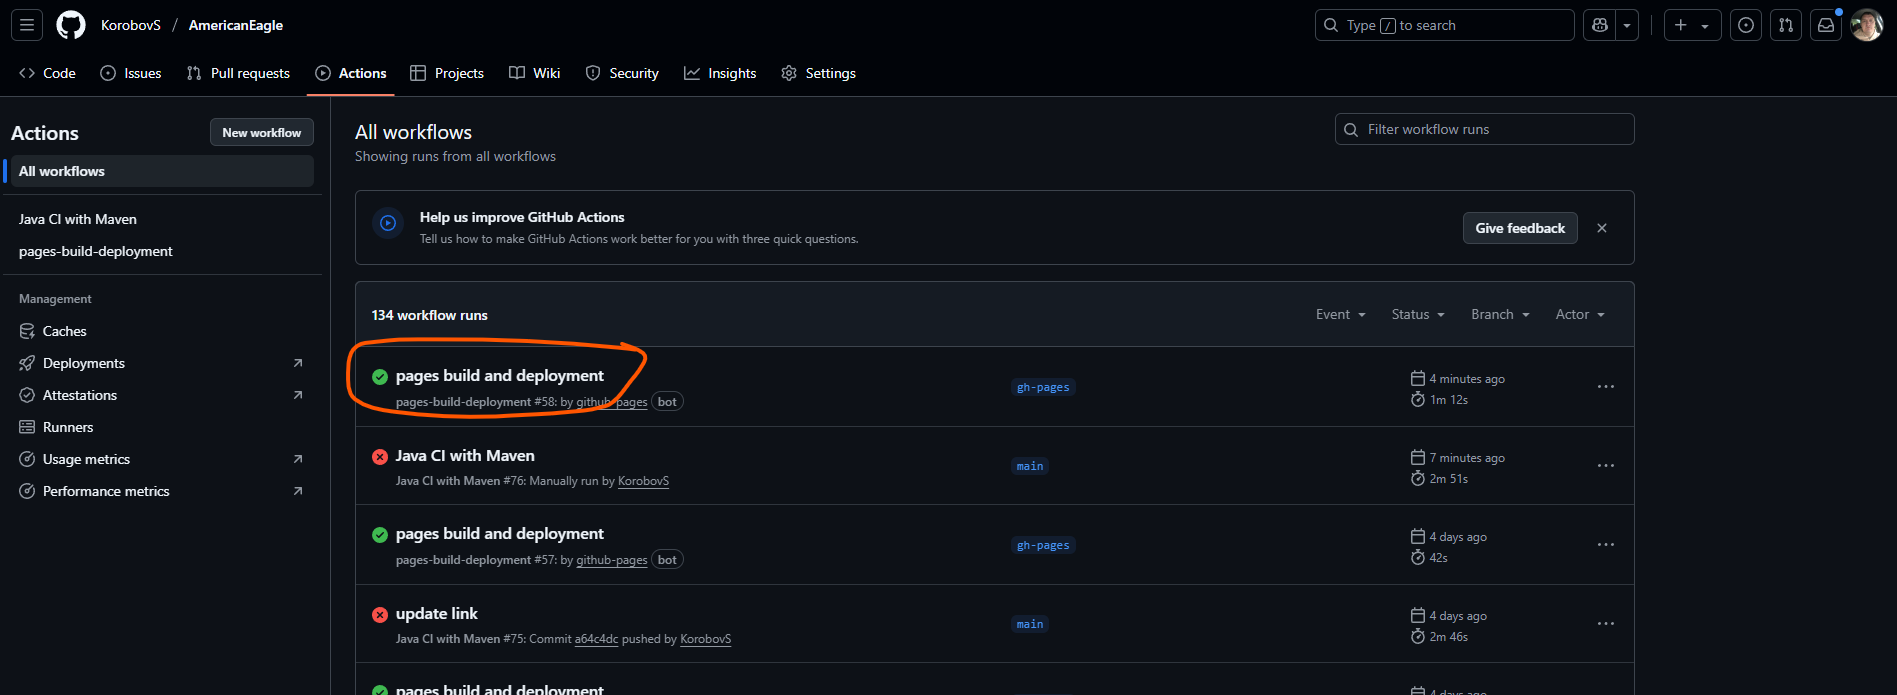 KorobovS / AmericanEagle
Type / to search
Code
Issues
Pull requests
Actions
Projects
Wiki
Security
Insights
Settings
Actions
New workflow
All workflows
Java CI with Maven
pages-build-deployment
Management
Caches
Deployments
Attestations
Runners
Usage metrics
Performance metrics
All workflows
Showing runs from all workflows
Filter workflow runs
Help us improve GitHub Actions
Tell us how to make GitHub Actions work better for you with three quick questions.
Give feedback
134 workflow runs
Event
Status
Branch
Actor
pages build and deployment
pages-build-deployment #58: by github-pages bot
gh-pages
4 minutes ago
1m 12s
Java CI with Maven
Java CI with Maven #76: Manually run by KorobovS
main
7 minutes ago
2m 51s
pages build and deployment
pages-build-deployment #57: by github-pages bot
gh-pages
4 days ago
42s
update link
Java CI with Maven #75: Commit a64c4dc pushed by KorobovS
main
4 days ago
2m 46s
pages build and deployment
4 days ago